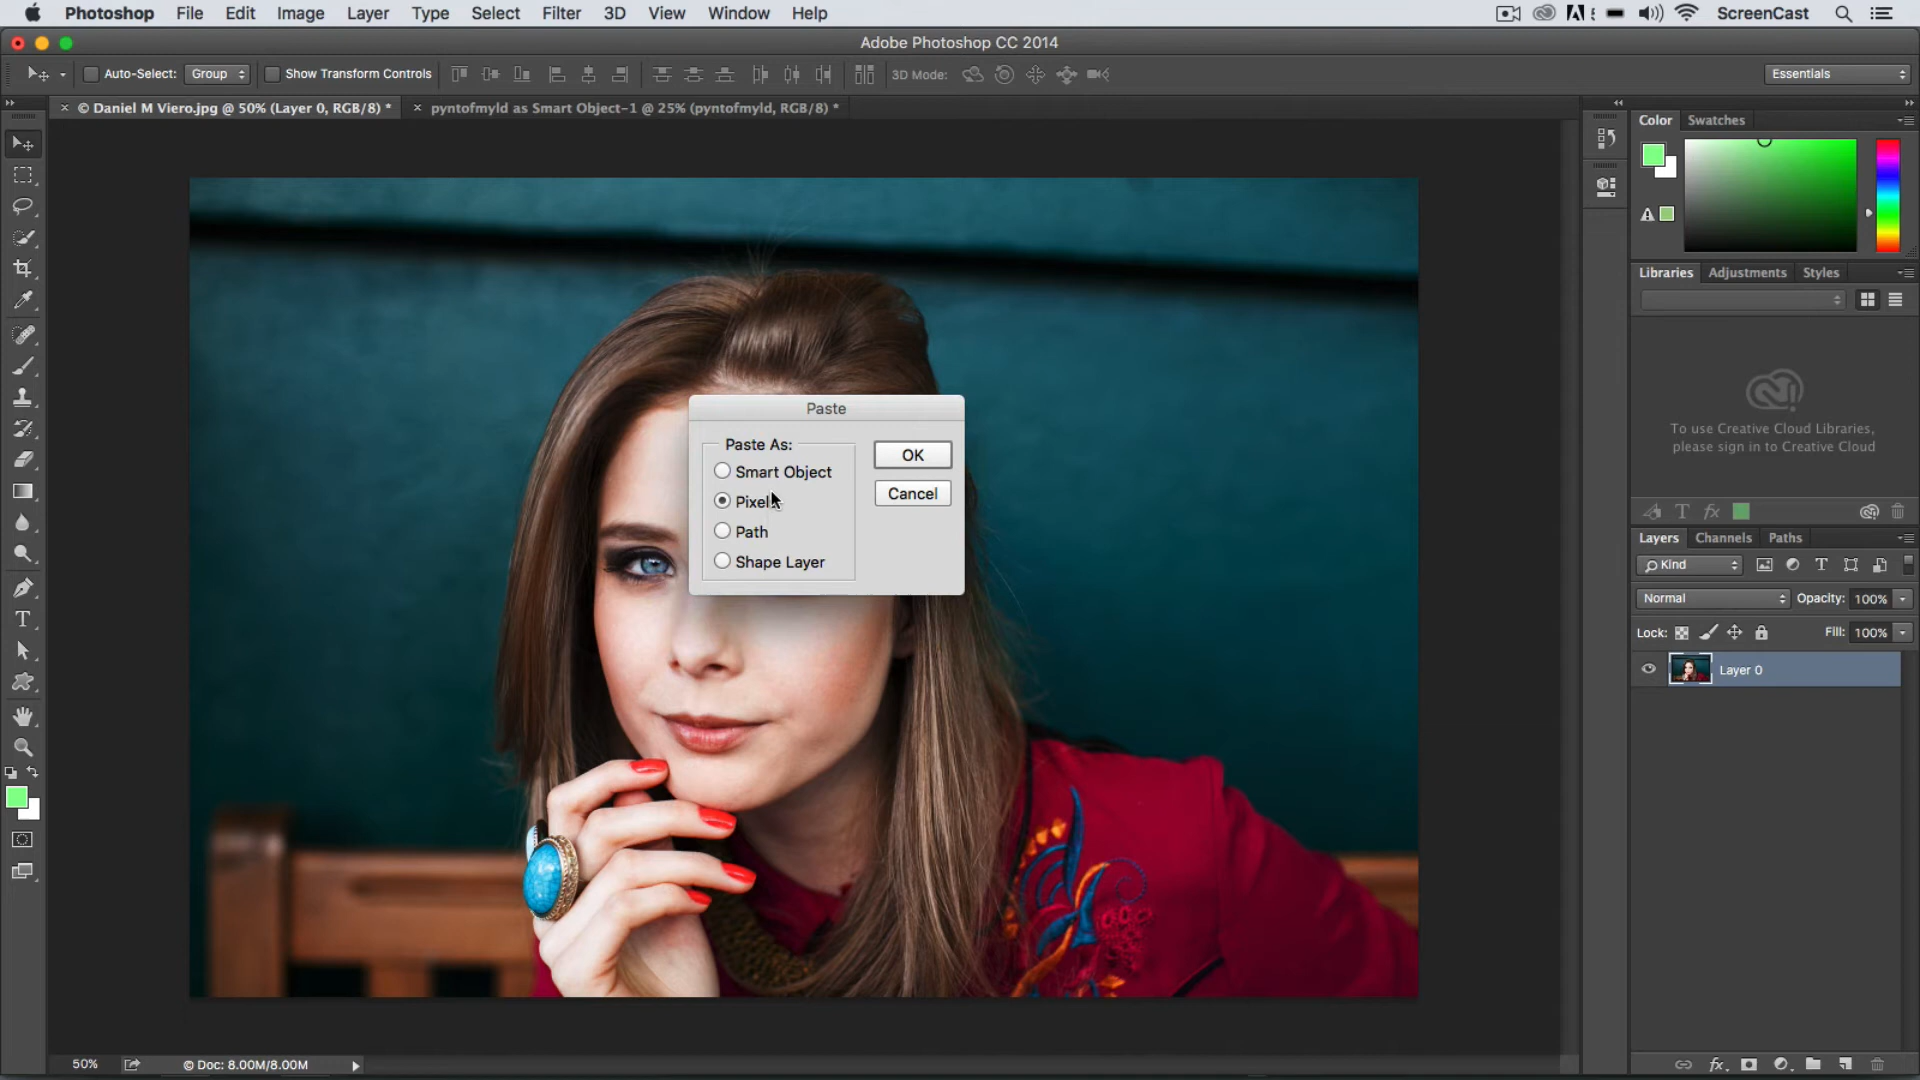 Photoshop File Edit Image Layer Type Select Filter 3D View Window Help ScreenCast
Adobe Photoshop CC 2014
Auto-Select: Group Show Transform Controls 3D Mode: Essentials
© Daniel M Viero.jpg @ 50% (Layer 0, RGB/8) * pyntofmyld as Smart Object-1 @ 25% (pyntofmyld, RGB/8) *
Color Swatches
Libraries Adjustments Styles
To use Creative Cloud Libraries,
please sign in to Creative Cloud
Paste
Paste As:
Smart Object
Pixels
Path
Shape Layer
OK
Cancel
Layers Channels Paths
Kind
Normal Opacity: 100%
Lock: Fill: 100%
Layer 0
50% © Doc: 8.00M/8.00M